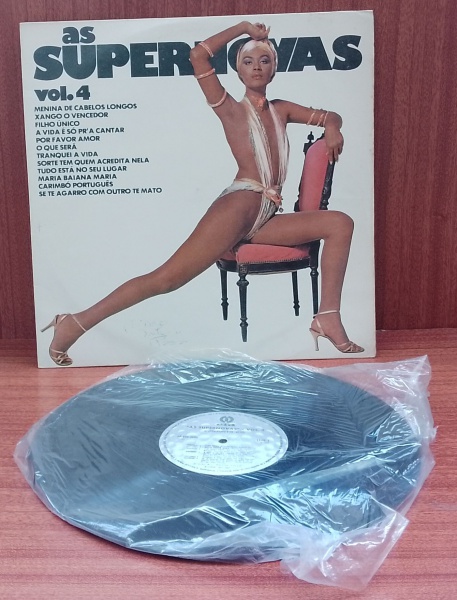 as
SUPERNOVAS
vol. 4
MENINA DE CABELOS LONGOS
XANGO O VENCEDOR
FILHO ÚNICO
A VIDA É SÓ PR'A CANTAR
POR FAVOR AMOR
O QUE SERÁ
TRANQUEI A VIDA
SORTE TEM QUEM ACREDITA NELA
TUDO ESTÁ NO SEU LUGAR
MARIA BAIANA MARIA
CARIMBÓ PORTUGUÊS
SE TE AGARRO COM OUTRO TE MATO